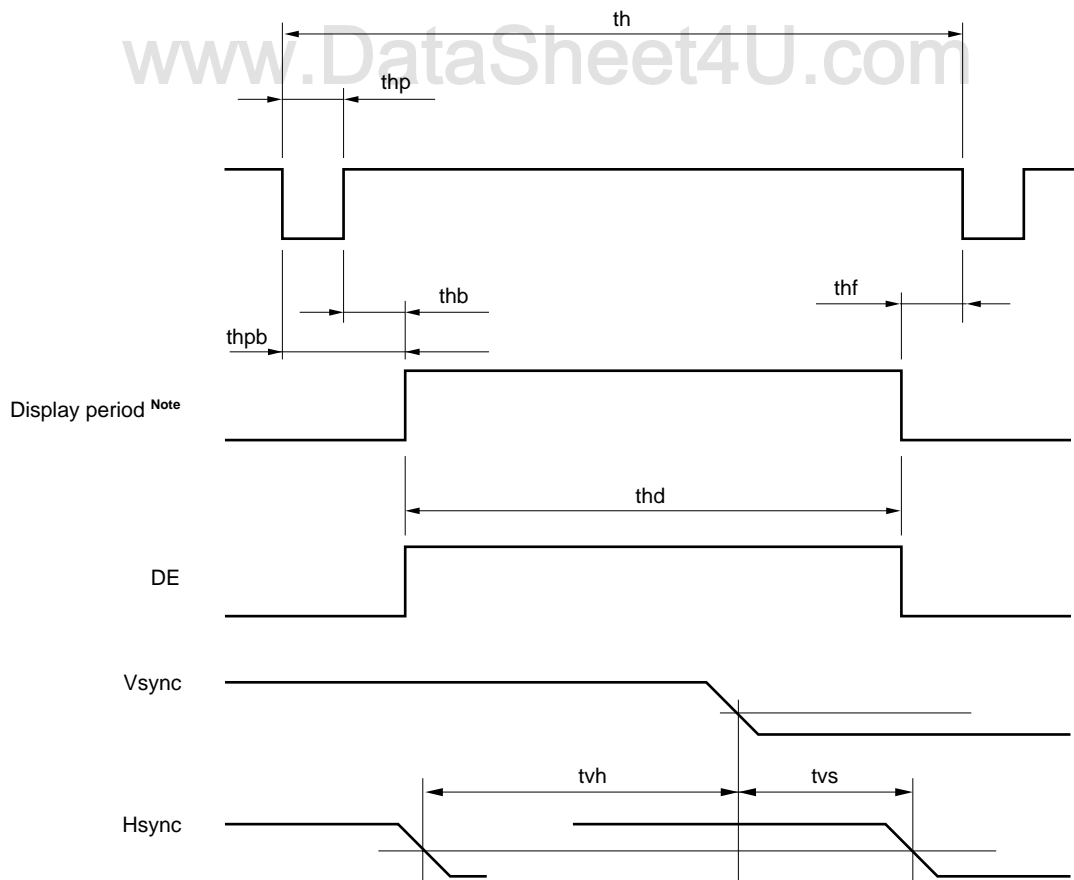 th
www.DataSheet4U.com
thp
thb
thf
thpb
Display period Note
thd
DE
Vsync
tvh
tvs
Hsync